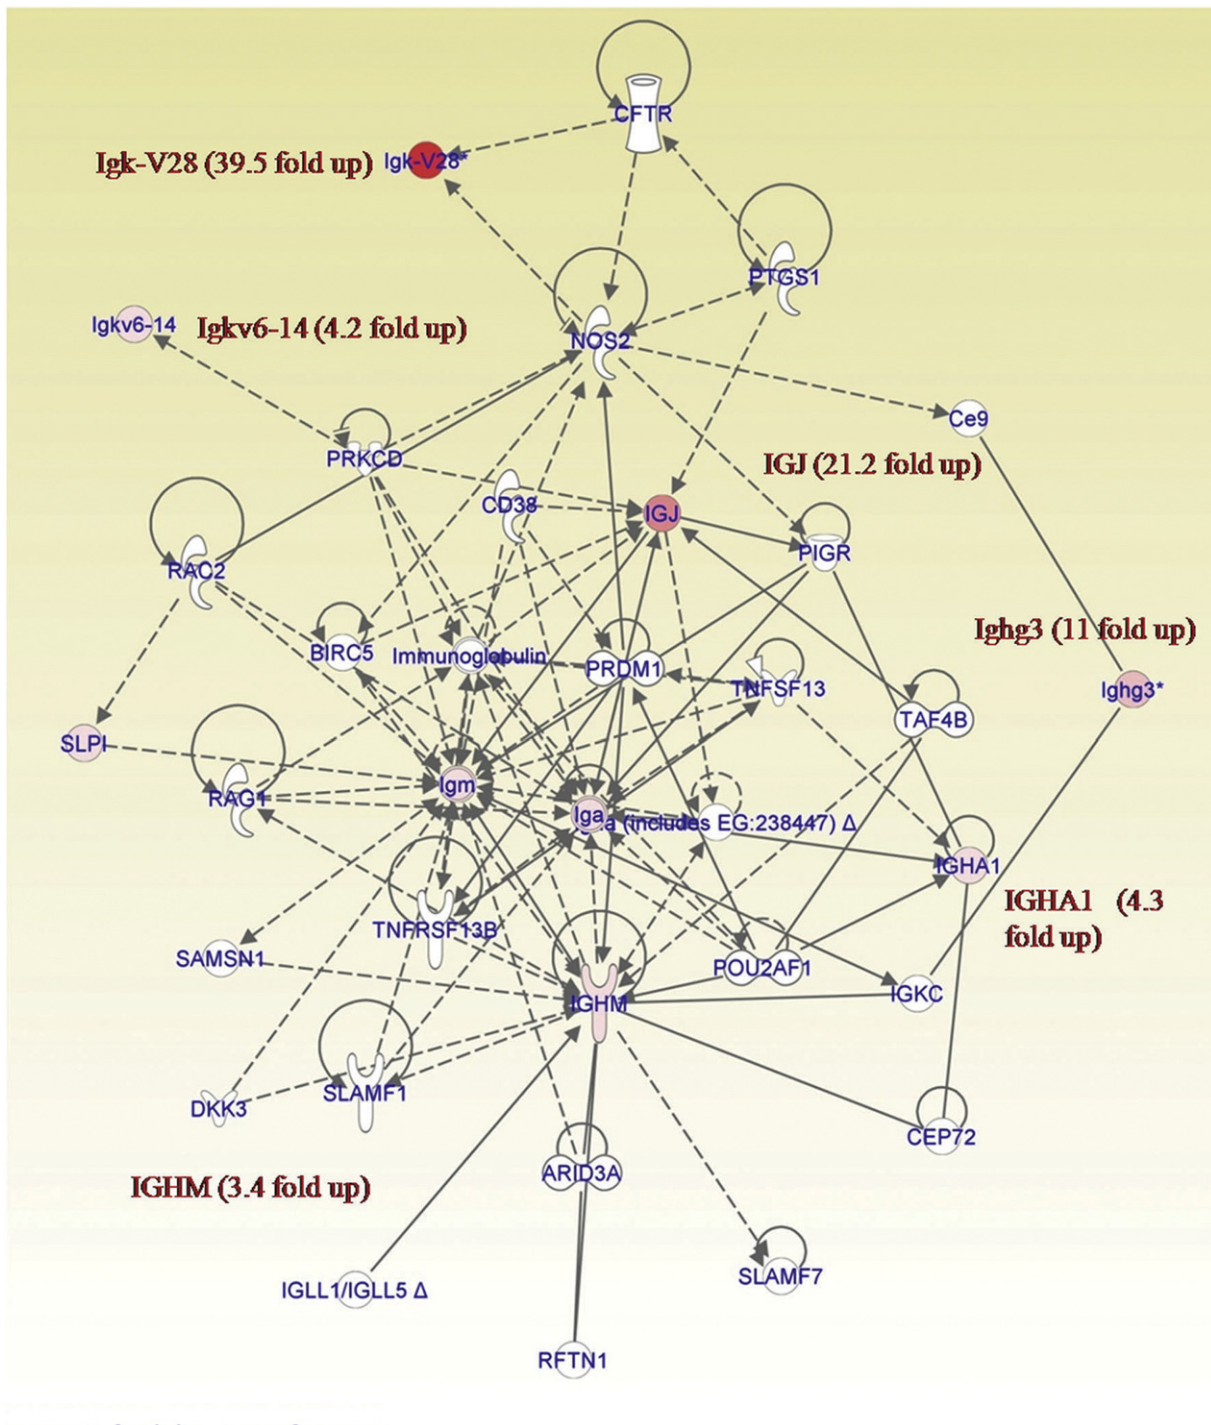 CFTR
Igk-V28 (39.5 fold up)
Igk-V28*
PTGS1
Igkv6-14
Igkv6-14 (4.2 fold up)
NOS2
Ce9
PRKCD
IGJ (21.2 fold up)
CD38
IGJ
PIGR
RAC2
Ighg3 (11 fold up)
BIRC5
Immunoglobulin
PRDM1
TNFSF13
Ighg3*
TAF4B
SLPI
Igm
RAG1
Iga
(includes EG:238447) Δ
IGHA1
IGHA1 (4.3
fold up)
TNFRSF13B
SAMSN1
POU2AF1
IGKC
IGHM
SLAMF1
DKK3
CEP72
ARID3A
IGHM (3.4 fold up)
SLAMF7
IGLL1/IGLL5 Δ
RFTN1